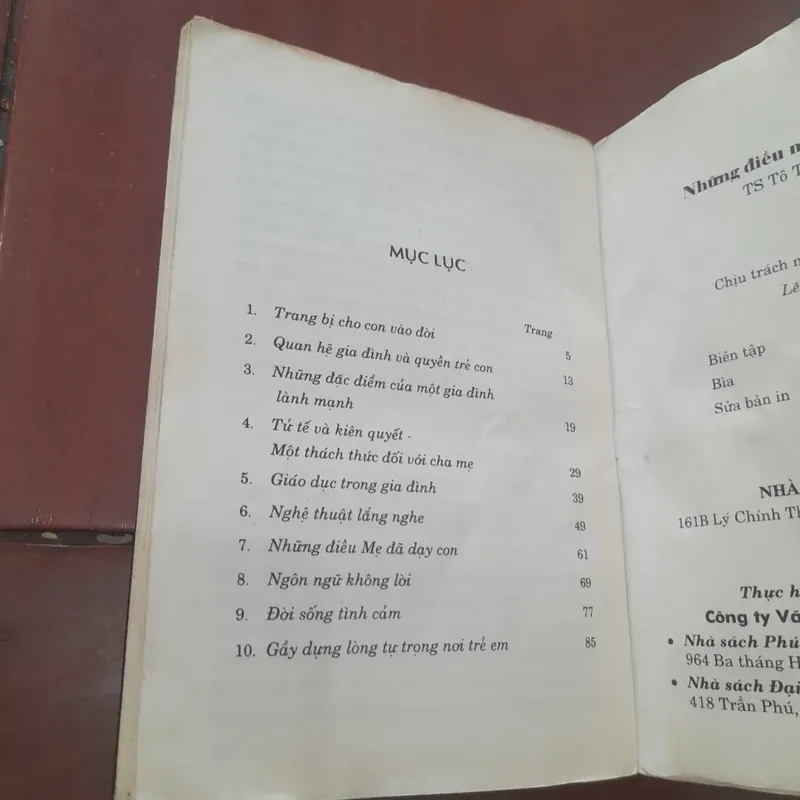 MỤC LỤC
Trang
1. Trang bị cho con vào đời 5
2. Quan hệ gia đình và quyền trẻ con 13
3. Những đặc điểm của một gia đình
lành mạnh 19
4. Tử tế và kiên quyết -
Một thách thức đối với cha mẹ 29
5. Giáo dục trong gia đình 39
6. Nghệ thuật lắng nghe 49
7. Những điều Mẹ đã dạy con 61
8. Ngôn ngữ không lời 69
9. Đời sống tình cảm 77
10. Gầy dựng lòng tự trọng nơi trẻ em 85
Những điều
TS Tô
Chịu trách
Lê
Biên tập
Bìa
Sửa bản in
NHÀ
161B Lý Chính
Thực
Công ty
• Nhà sách Phú
964 Ba tháng
• Nhà sách Đại
418 Trần Phú,